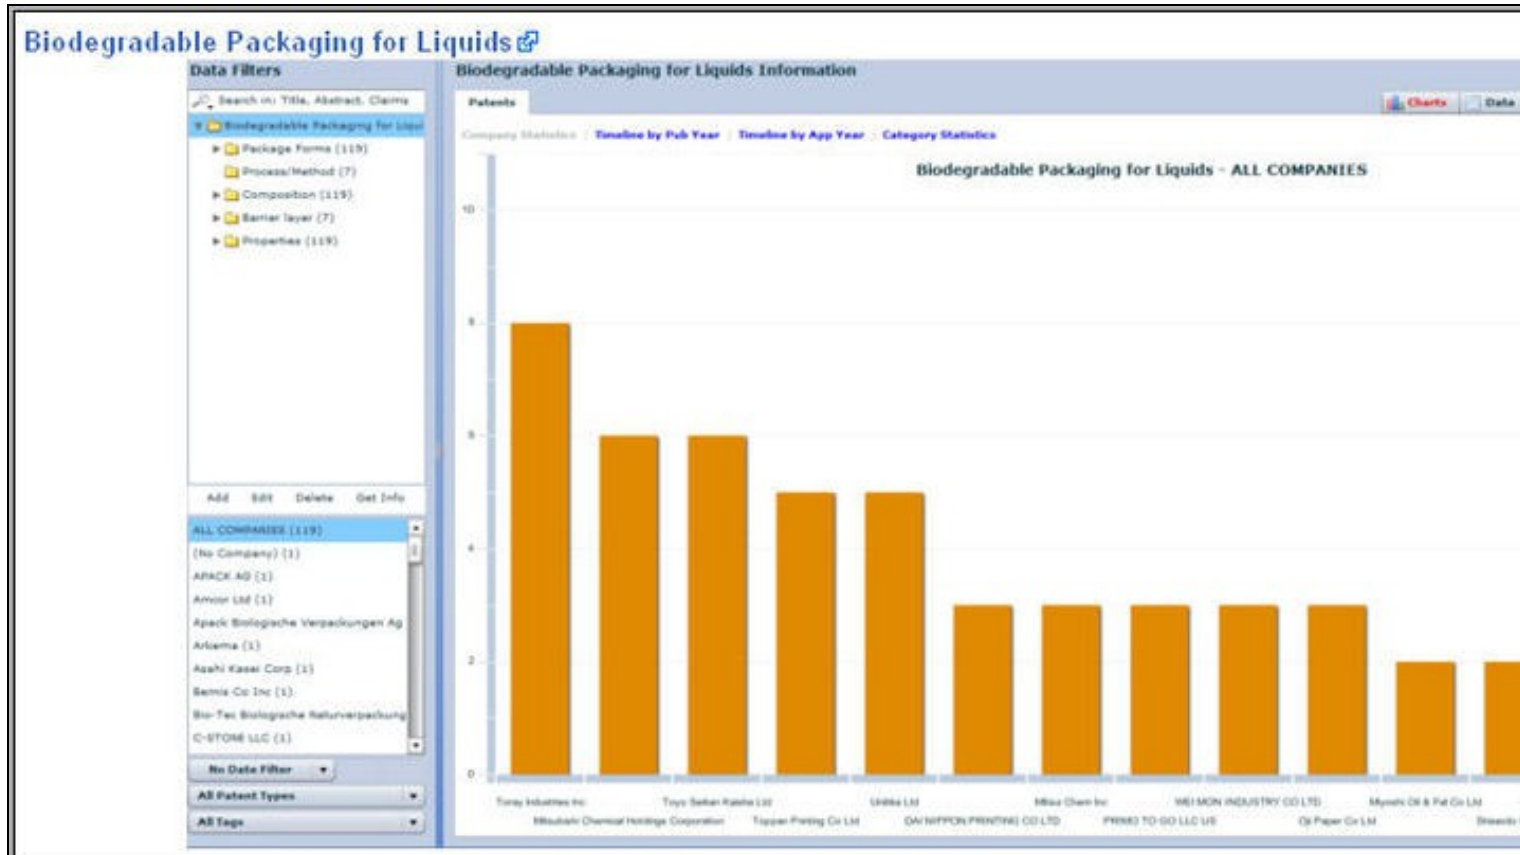 Biodegradable Packaging for Liquids
Data Filters
Search in: Title, Abstract, Claims
Biodegradable Packaging for Liqui
Package Forms (119)
Process/Method (7)
Composition (119)
Barrier layer (7)
Properties (119)
Add Edit Delete Get Info
ALL COMPANIES (119)
(No Company) (1)
APACK AG (1)
Amcor Ltd (1)
Apack Biologische Verpackungen Ag
Arkema (1)
Asahi Kasei Corp (1)
Bemis Co Inc (1)
Bio-Tec Biologische Naturverpackung
C-STONE LLC (1)
No Date Filter
All Patent Types
All Tags
Biodegradable Packaging for Liquids Information
Patents
Charts Data
Company Statistics Timeline by Pub Year Timeline by App Year Category Statistics
Biodegradable Packaging for Liquids - ALL COMPANIES
10
8
6
4
2
0
Toray Industries Inc Toyo Seikan Kaisha Ltd Unitika Ltd Mitsui Chem Inc WEI MON INDUSTRY CO LTD Miyoshi Oil & Fat Co Ltd
Mitsubishi Chemical Holdings Corporation Toppan Printing Co Ltd DAI NIPPON PRINTING CO LTD PRIMO TO GO LLC US Oji Paper Co Ltd